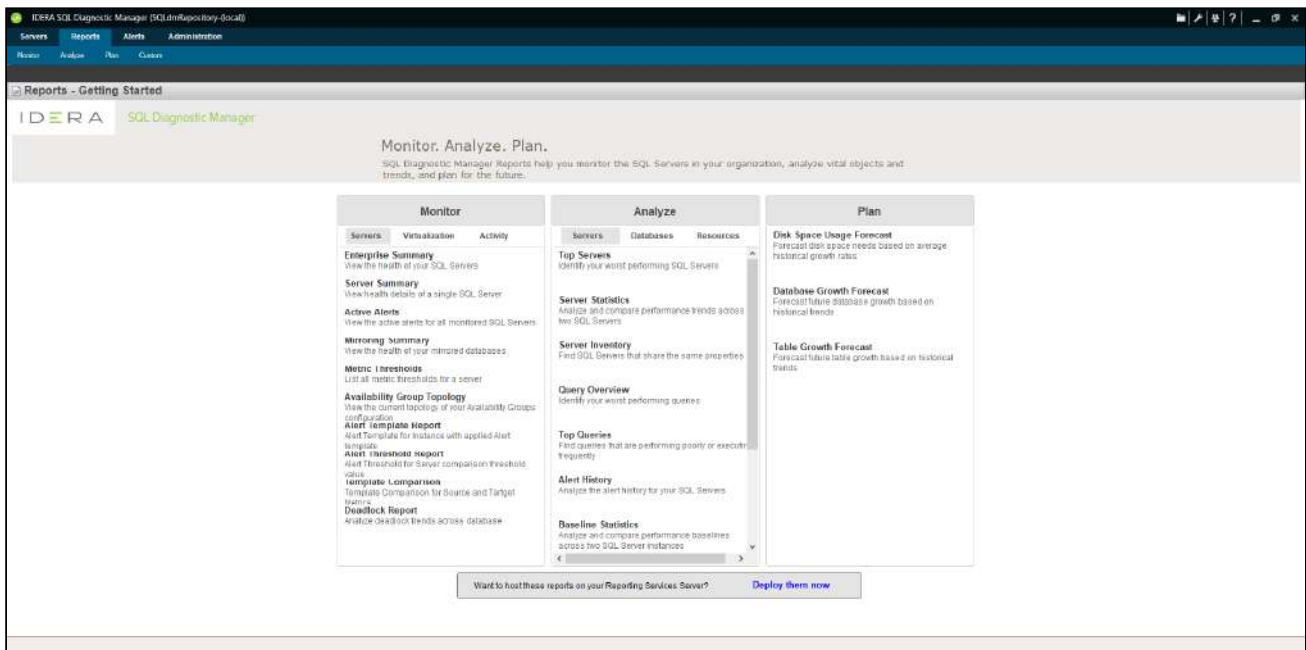 IDERA SQL Diagnostic Manager (SQLdmRepository-(local))
Servers Reports Alerts Administration
Monitor Analyze Plan Custom
Reports - Getting Started
IDERA SQL Diagnostic Manager
Monitor. Analyze. Plan.
SQL Diagnostic Manager Reports help you monitor the SQL Servers in your organization, analyze vital objects and
trends, and plan for the future.
Monitor
Servers Virtualization Activity
Enterprise Summary
View the health of your SQL Servers
Server Summary
View health details of a single SQL Server
Active Alerts
View the active alerts for all monitored SQL Servers
Mirroring Summary
View the health of your mirrored databases
Metric Thresholds
List all metric thresholds for a server
Availability Group Topology
View the current topology of your Availability Groups
configuration
Alert Template Report
Alert Template for Instance with applied Alert
template
Alert Threshold Report
Alert Threshold for Server comparison threshold
value
Template Comparison
Template Comparison for Source and Tartget
Metrics
Deadlock Report
Analize deadlock trends across database
Analyze
Servers Databases Resources
Top Servers
Identify your worst performing SQL Servers
Server Statistics
Analyze and compare performance trends across
two SQL Servers
Server Inventory
Find SQL Servers that share the same properties
Query Overview
Identify your worst performing queries
Top Queries
Find queries that are performing poorly or executin
frequently
Alert History
Analyze the alert history for your SQL Servers
Baseline Statistics
Analyze and compare performance baselines
across two SQL Server instances
Plan
Disk Space Usage Forecast
Forecast disk space needs based on average
historical growth rates
Database Growth Forecast
Forecast future database growth based on
historical trends
Table Growth Forecast
Forecast future table growth based on historical
trends
Want to host these reports on your Reporting Services Server? Deploy them now